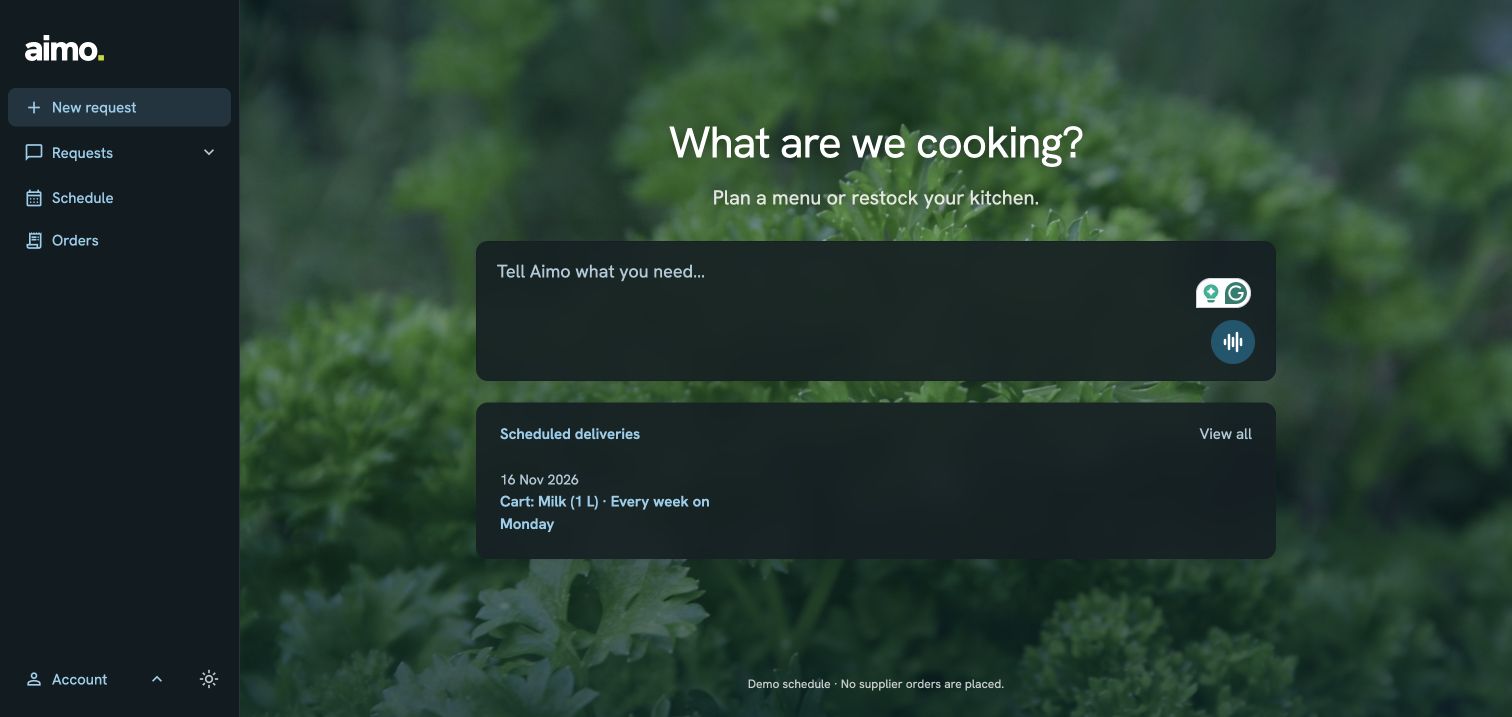 aimo.
New request
Requests
Schedule
Orders
What are we cooking?
Plan a menu or restock your kitchen.
Tell Aimo what you need...
Scheduled deliveries
View all
16 Nov 2026
Cart: Milk (1 L) · Every week on
Monday
Account
Demo schedule · No supplier orders are placed.